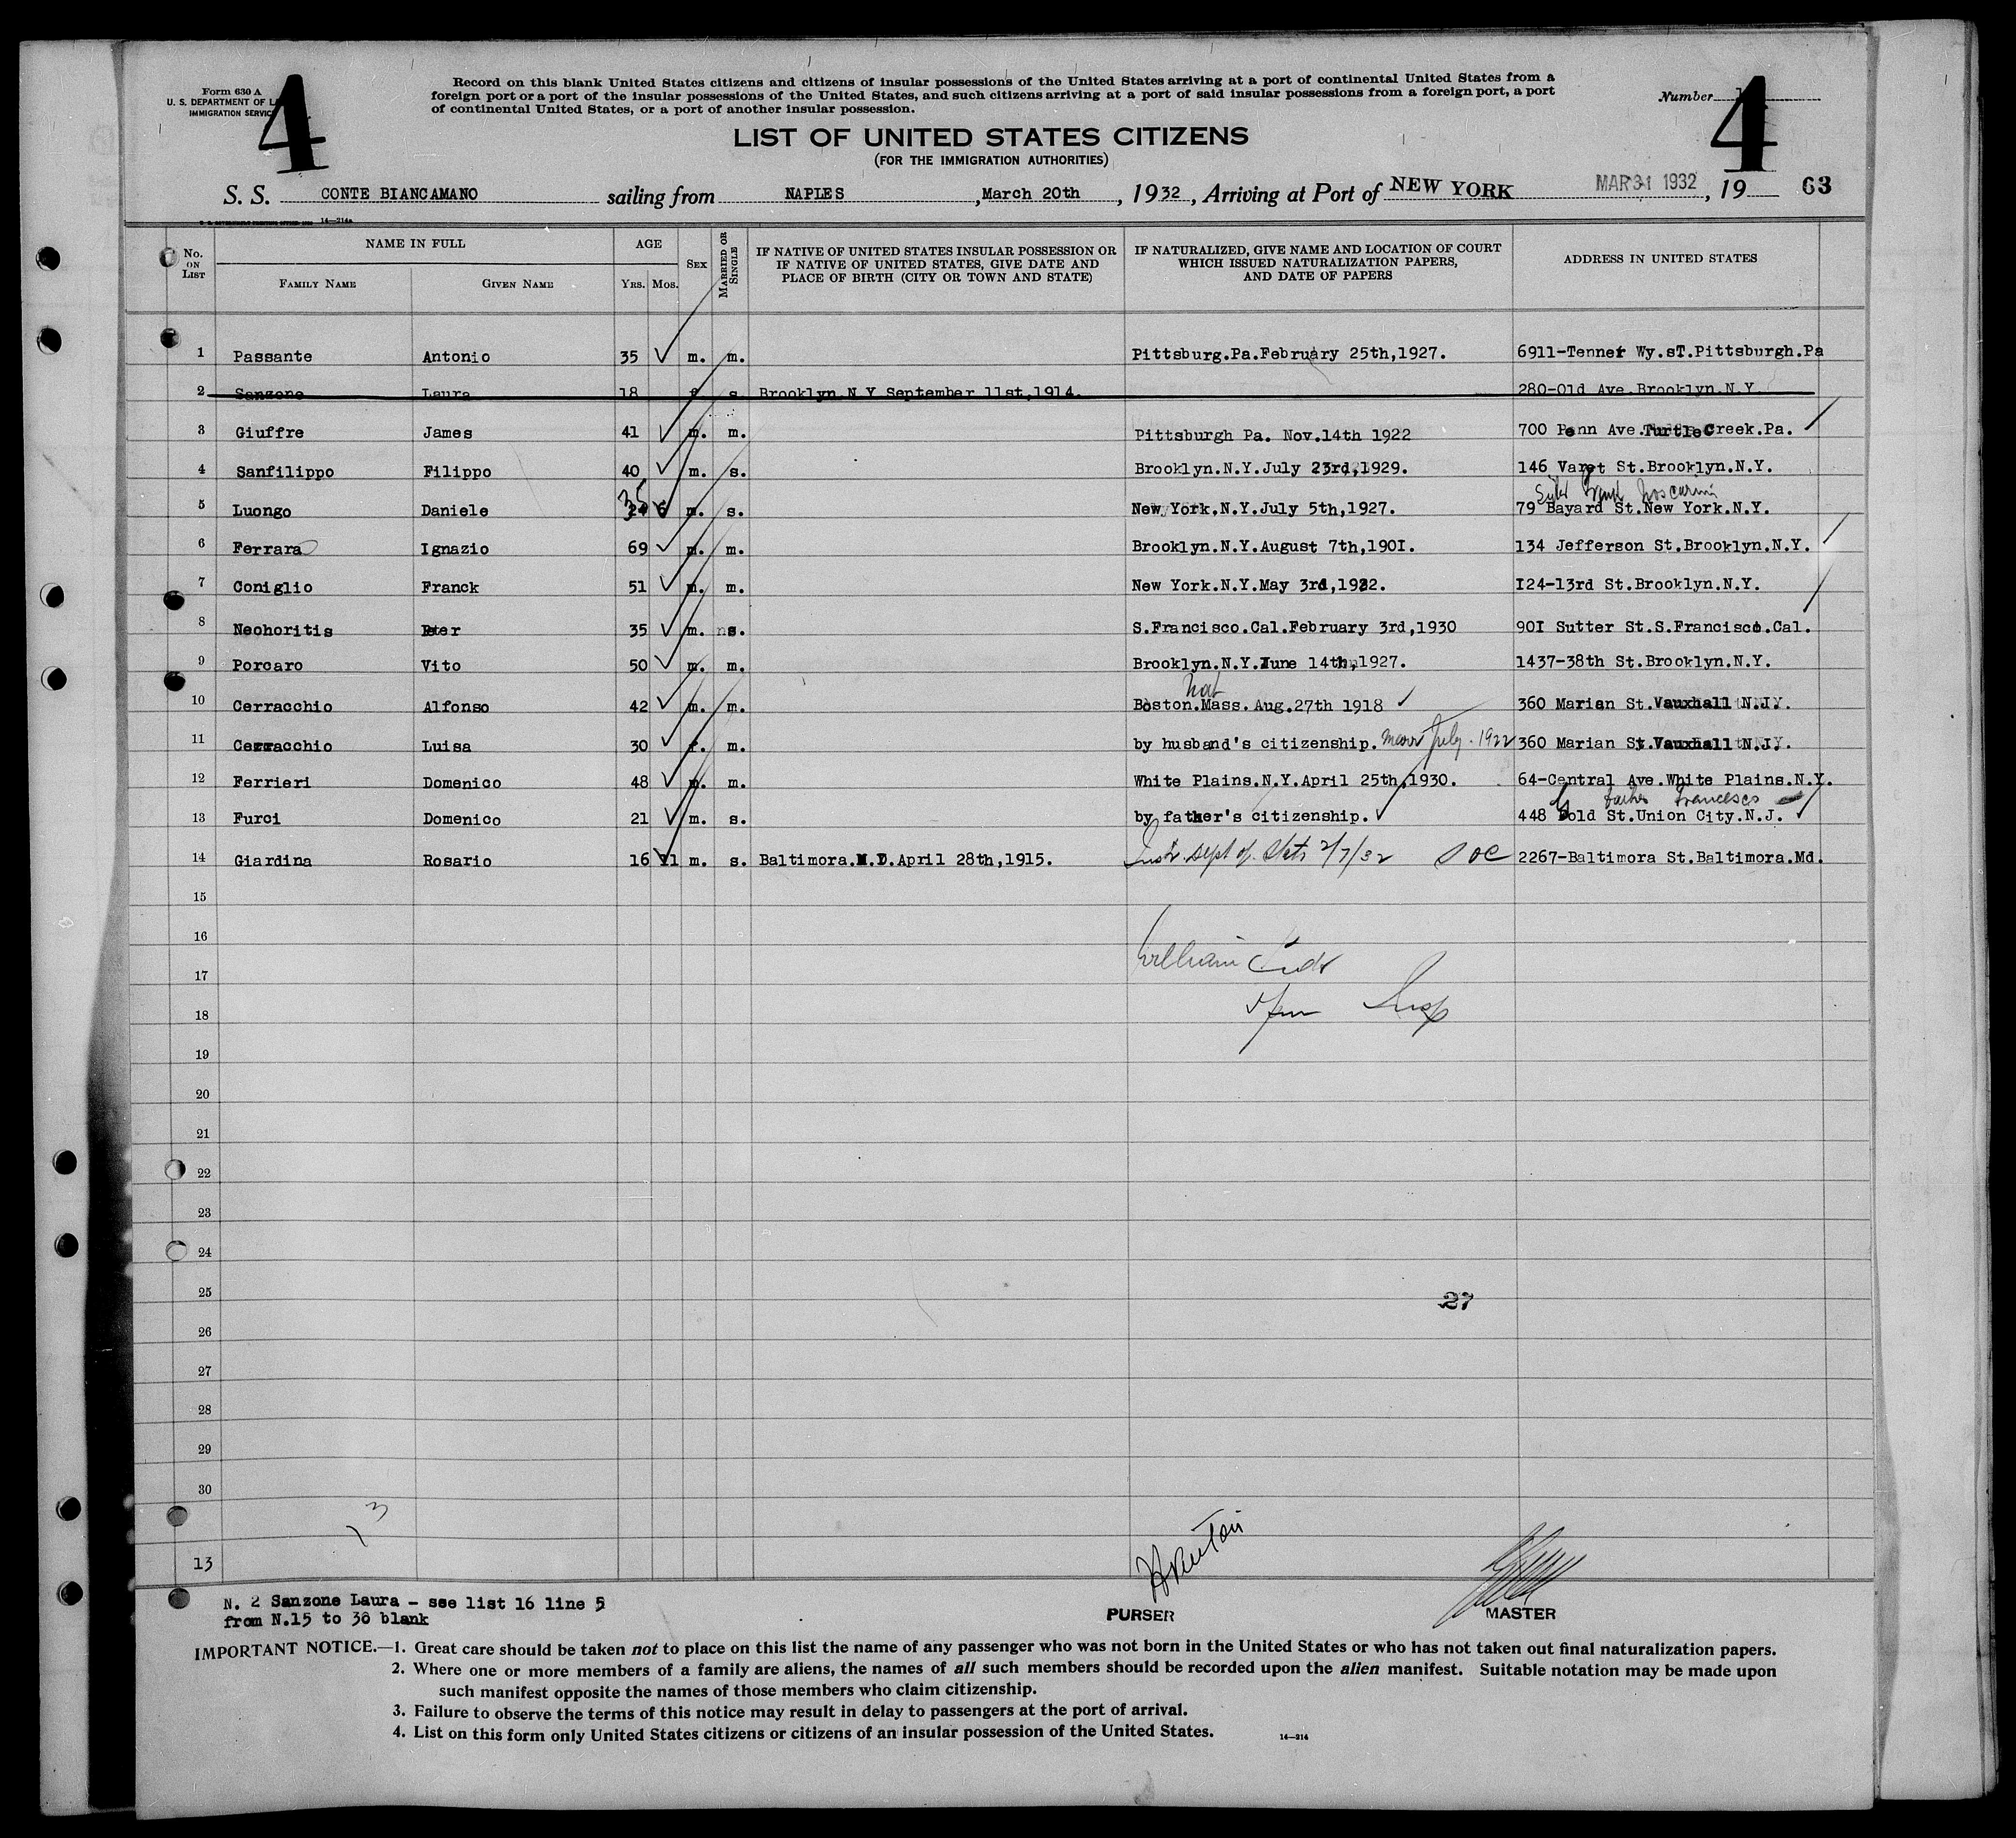 Form 630 A
U. S. DEPARTMENT OF
IMMIGRATION SERVICE
4
Record on this blank United States citizens and citizens of insular possessions of the United States arriving at a port of continental United States from a
foreign port or a port of the insular possessions of the United States, and such citizens arriving at a port of said insular possessions from a foreign port, a port
of continental United States, or a port of another insular possession.
Number
4
LIST OF UNITED STATES CITIZENS
(FOR THE IMMIGRATION AUTHORITIES)
S. S. CONTE BIANCAMANO sailing from NAPLES, March 20th, 1932, Arriving at Port of NEW YORK MAR 31 1932, 19 63
14—214a
No. ON LIST NAME IN FULL FAMILY NAME GIVEN NAME AGE YRS. MOS. SEX MARRIED OR SINGLE IF NATIVE OF UNITED STATES INSULAR POSSESSION OR IF NATIVE OF UNITED STATES, GIVE DATE AND PLACE OF BIRTH (CITY OR TOWN AND STATE) IF NATURALIZED, GIVE NAME AND LOCATION OF COURT WHICH ISSUED NATURALIZATION PAPERS, AND DATE OF PAPERS ADDRESS IN UNITED STATES
1 Passante Antonio 35 m. m. Pittsburg.Pa.February 25th,1927. 6911-Tenner Wy.sT.Pittsburgh.Pa
2 Sanzone Laura 18 f. s. Brooklyn N Y September 11st,1914. 280-Old Ave.Brooklyn.N.Y.
3 Giuffre James 41 m. m. Pittsburgh Pa. Nov.14th 1922 700 Penn Ave.Turtle Creek.Pa.
4 Sanfilippo Filippo 40 m. s. Brooklyn.N.Y.July 23rd,1929. 146 Varet St.Brooklyn.N.Y.
5 Luongo Daniele 35 m. s. New York.N.Y.July 5th,1927. 79 Bayard St.New York.N.Y.
6 Ferrara Ignazio 69 m. m. Brooklyn.N.Y.August 7th,190I. 134 Jefferson St.Brooklyn.N.Y.
7 Coniglio Franck 51 m. m. New York.N.Y.May 3rd,1922. I24-13rd St.Brooklyn.N.Y.
8 Neohoritis Peter 35 m. s. S.Francisco.Cal.February 3rd,1930 90I Sutter St.S.Francisco.Cal.
9 Porcaro Vito 50 m. m. Brooklyn.N.Y.June 14th,1927. 1437-38th St.Brooklyn.N.Y.
Nat
10 Cerracchio Alfonso 42 m. m. Boston.Mass. Aug.27th 1918 360 Marian St.Vauxhall N.J.
11 Cerracchio Luisa 30 f. m. by husband's citizenship. Marr July. 1922 360 Marian St.Vauxhall N.J.
12 Ferrieri Domenico 48 m. m. White Plains.N.Y.April 25th,1930. 64-Central Ave.White Plains.N.Y.
father Francesco
13 Furci Domenico 21 m. s. by father's citizenship. 448 Gold St.Union City.N.J.
14 Giardina Rosario 16 11 m. s. Baltimora.M.D.April 28th,1915. Dept of State 2/7/32 2267-Baltimora St.Baltimora.Md.
15
16
William
17
18
Insp
19
20
21
22
23
24
25
27
26
27
28
29
30
13
13
N. 2 Sanzone Laura - see list 16 line 5
from N.15 to 30 blank
PURSER
MASTER
IMPORTANT NOTICE.—1. Great care should be taken not to place on this list the name of any passenger who was not born in the United States or who has not taken out final naturalization papers.
2. Where one or more members of a family are aliens, the names of all such members should be recorded upon the alien manifest. Suitable notation may be made upon
such manifest opposite the names of those members who claim citizenship.
3. Failure to observe the terms of this notice may result in delay to passengers at the port of arrival.
4. List on this form only United States citizens or citizens of an insular possession of the United States.
14—214